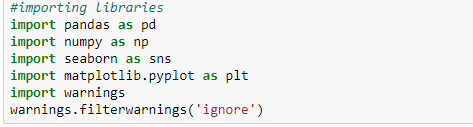 #importing libraries
import pandas as pd
import numpy as np
import seaborn as sns
import matplotlib.pyplot as plt
import warnings
warnings.filterwarnings('ignore')